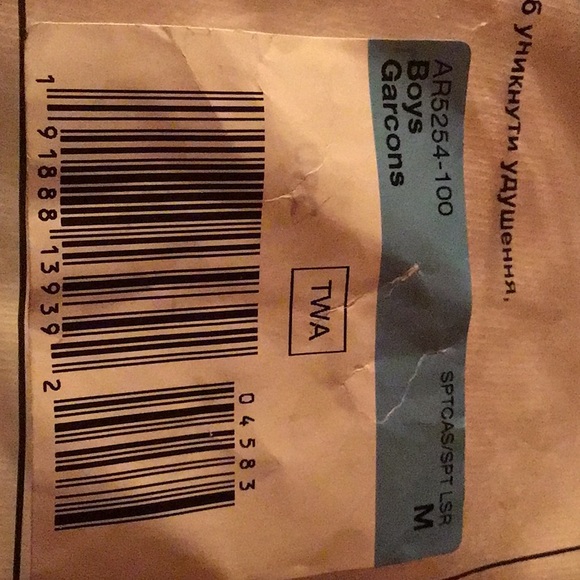 б уникнути удушення,
AR5254-100 SPTCAS/SPT LSR
Boys M
Garcons
TWA
04583
1 91888 13939 2